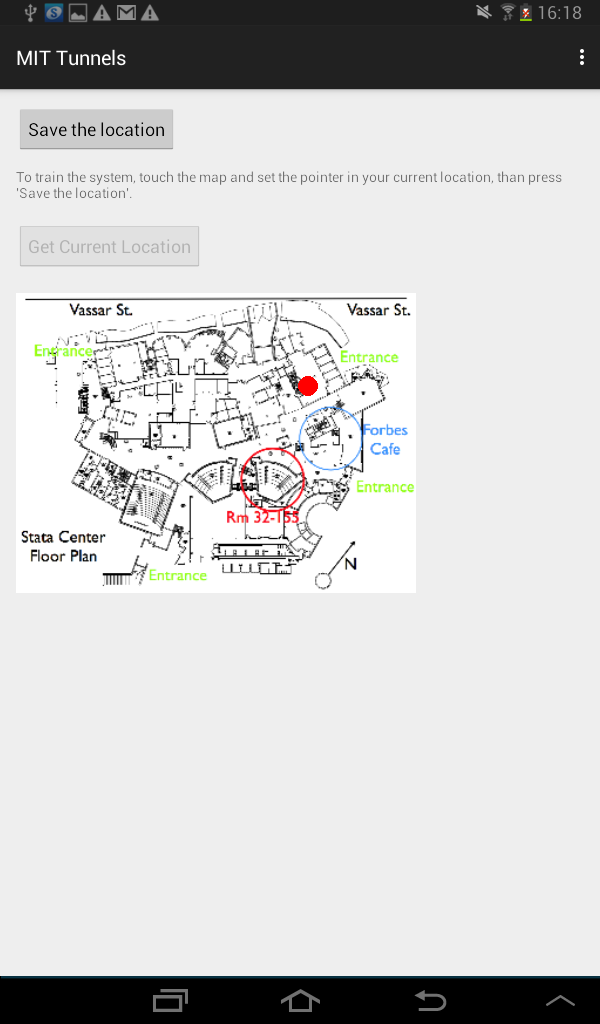 16:18
MIT Tunnels
Save the location
To train the system, touch the map and set the pointer in your current location, than press
'Save the location'.
Get Current Location
Vassar St.
Vassar St.
Entrance
Entrance
Forbes
Cafe
Entrance
Rm 32-155
Stata Center
Floor Plan
N
Entrance